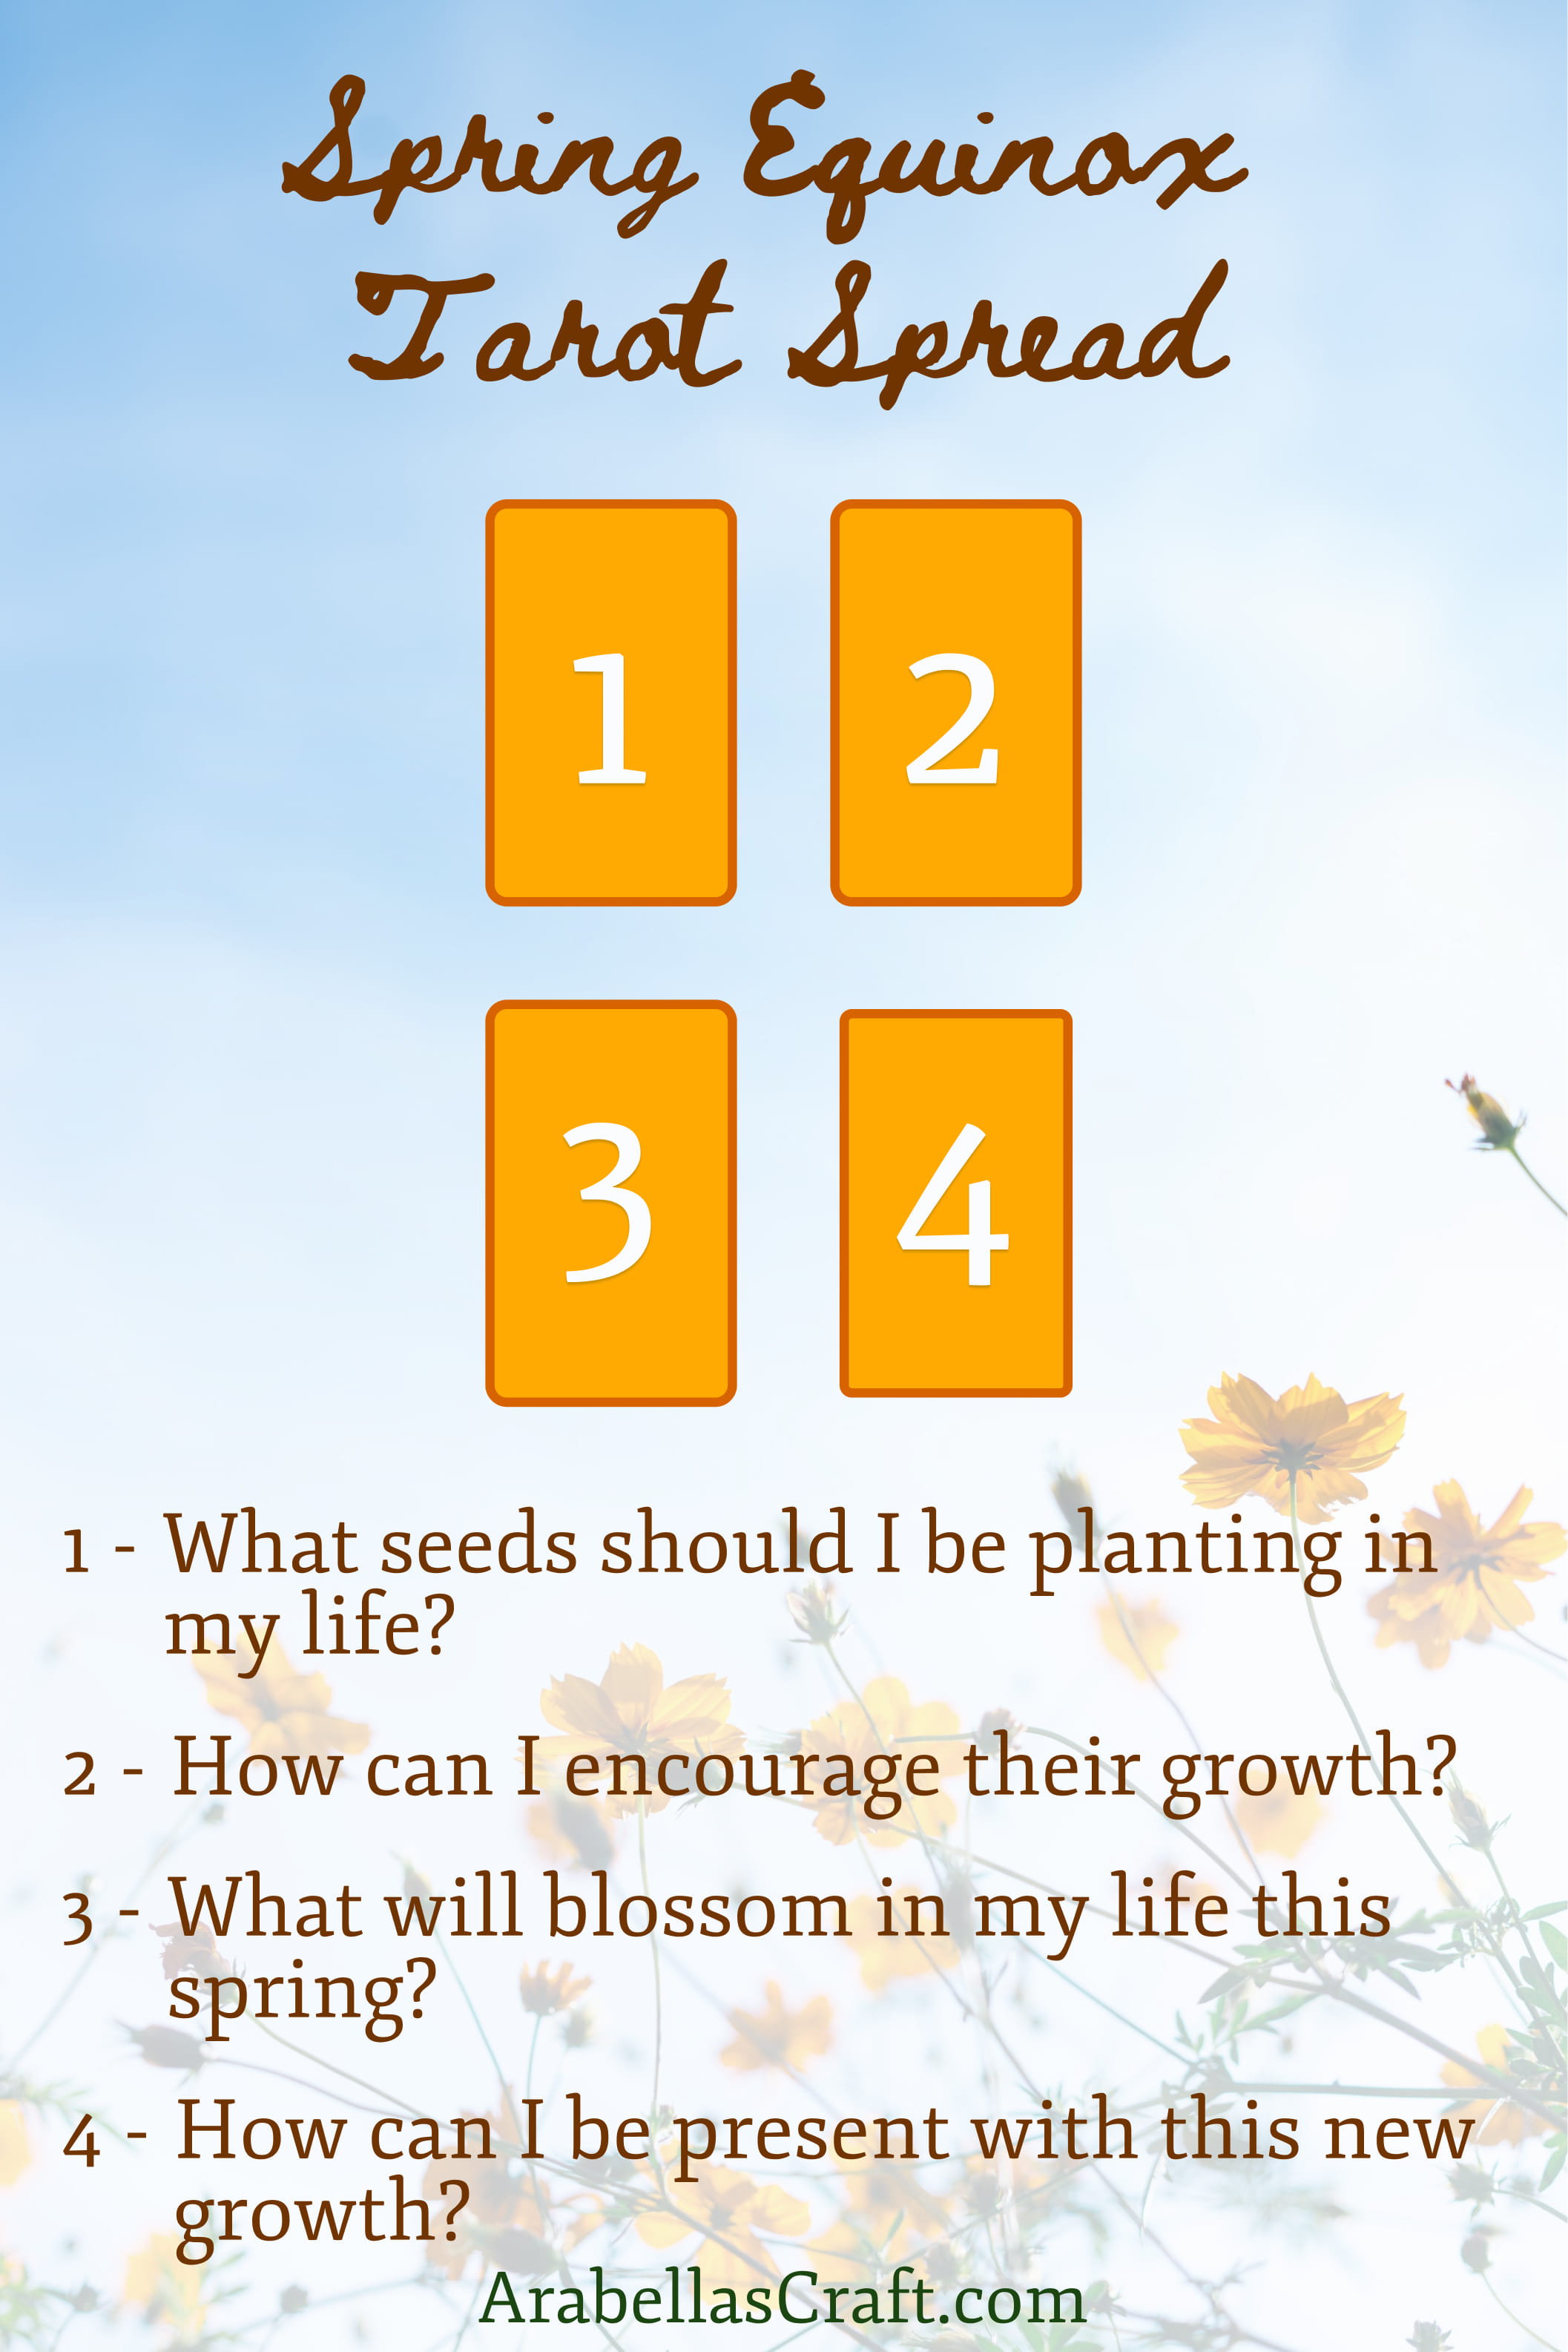 Spring Equinox
Tarot Spread
1 2
3 4
1 - What seeds should I be planting in
my life?
2 - How can I encourage their growth?
3 - What will blossom in my life this
spring?
4 - How can I be present with this new
growth?
ArabellasCraft.com